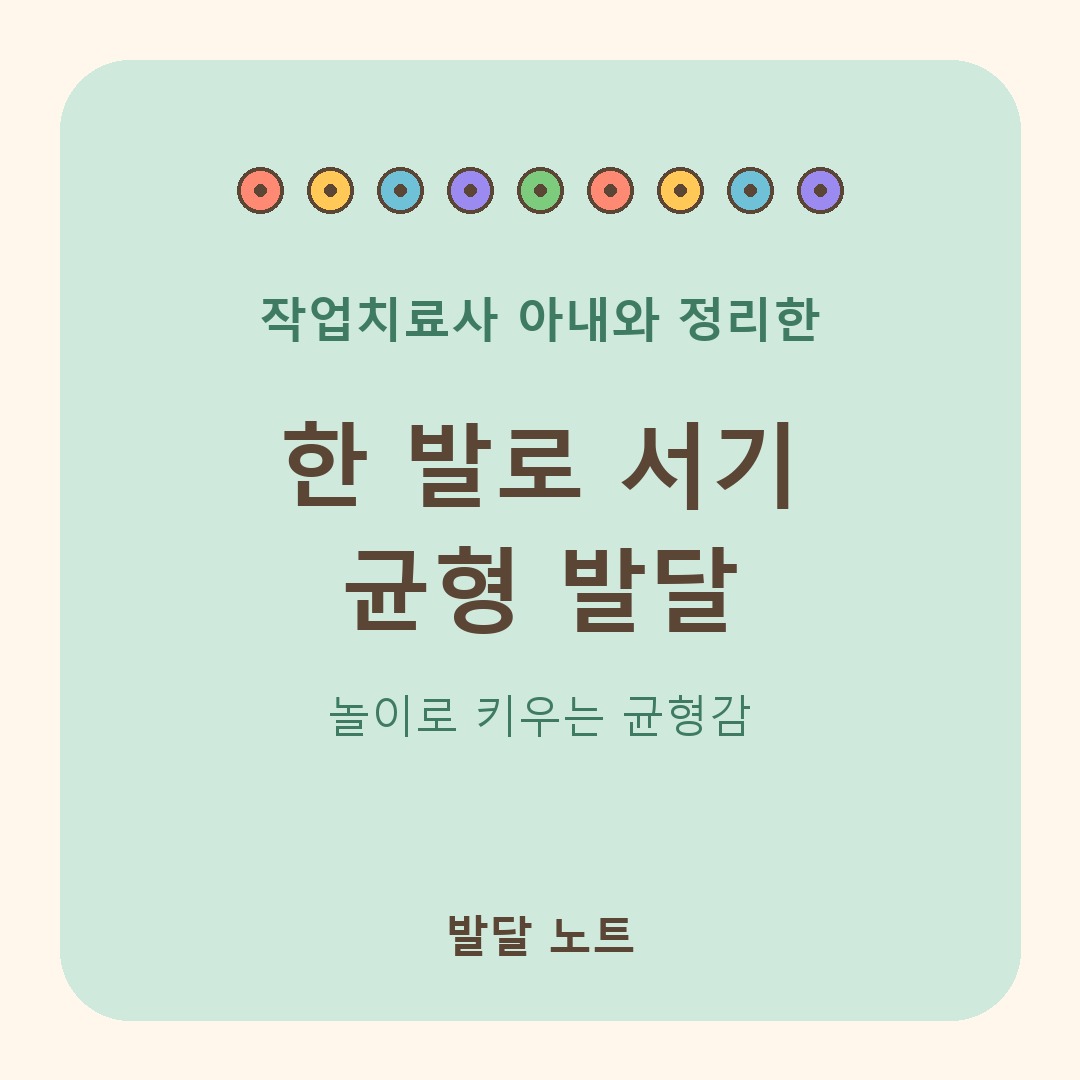 작업치료사 아내와 정리한
한 발로 서기
균형 발달
놀이로 키우는 균형감
발달 노트